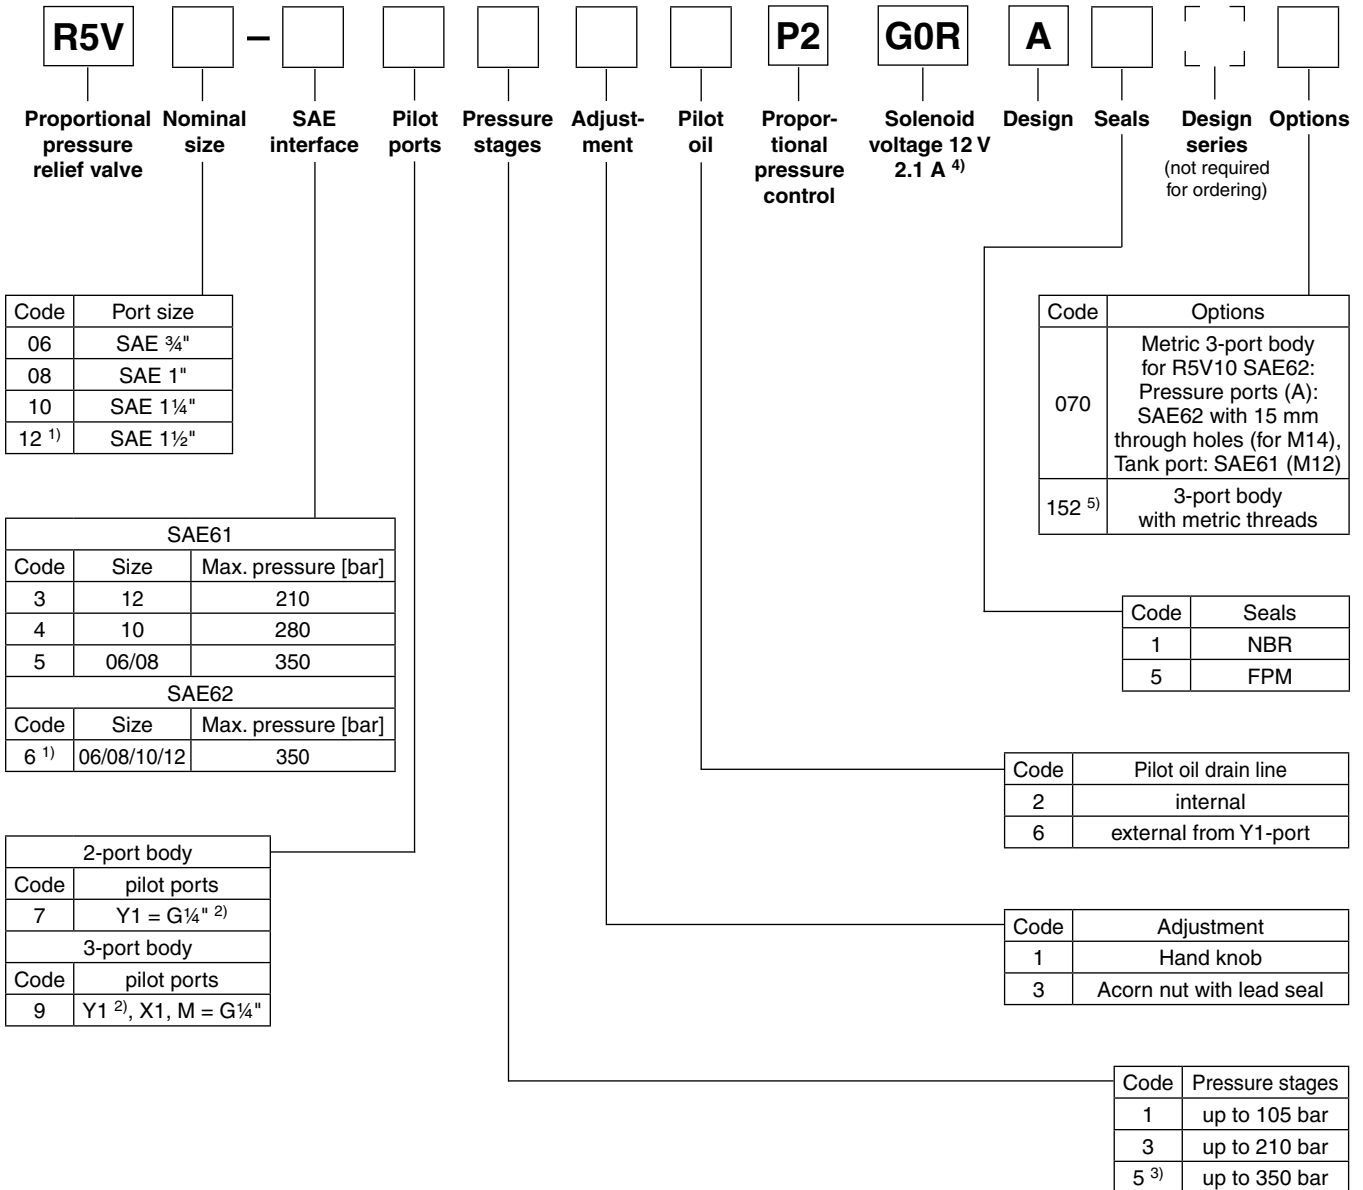 R5V – P2 G0R A
Proportional pressure relief valve
Nominal size
SAE interface
Pilot ports
Pressure stages
Adjust-
ment
Pilot oil
Propor-
tional pressure control
Solenoid voltage 12 V 2.1 A 4)
Design
Seals
Design series
(not required for ordering)
Options
Code Port size
06 SAE ¾"
08 SAE 1"
10 SAE 1¼"
12 1) SAE 1½"
SAE61
Code Size Max. pressure [bar]
3 12 210
4 10 280
5 06/08 350
SAE62
Code Size Max. pressure [bar]
6 1) 06/08/10/12 350
2-port body
Code pilot ports
7 Y1 = G¼" 2)
3-port body
Code pilot ports
9 Y1 2), X1, M = G¼"
Code Options
070 Metric 3-port body
for R5V10 SAE62:
Pressure ports (A):
SAE62 with 15 mm
through holes (for M14),
Tank port: SAE61 (M12)
152 5) 3-port body
with metric threads
Code Seals
1 NBR
5 FPM
Code Pilot oil drain line
2 internal
6 external from Y1-port
Code Adjustment
1 Hand knob
3 Acorn nut with lead seal
Code Pressure stages
1 up to 105 bar
3 up to 210 bar
5 3) up to 350 bar